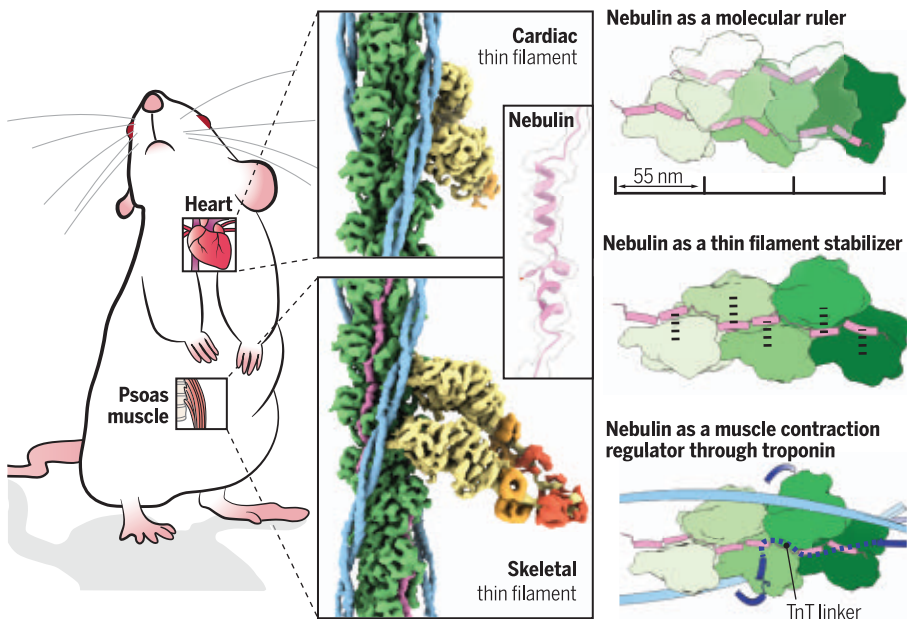 Heart
Psoas
muscle
Cardiac
thin filament
Nebulin
Skeletal
thin filament
Nebulin as a molecular ruler
55 nm
Nebulin as a thin filament stabilizer
Nebulin as a muscle contraction
regulator through troponin
TnT linker